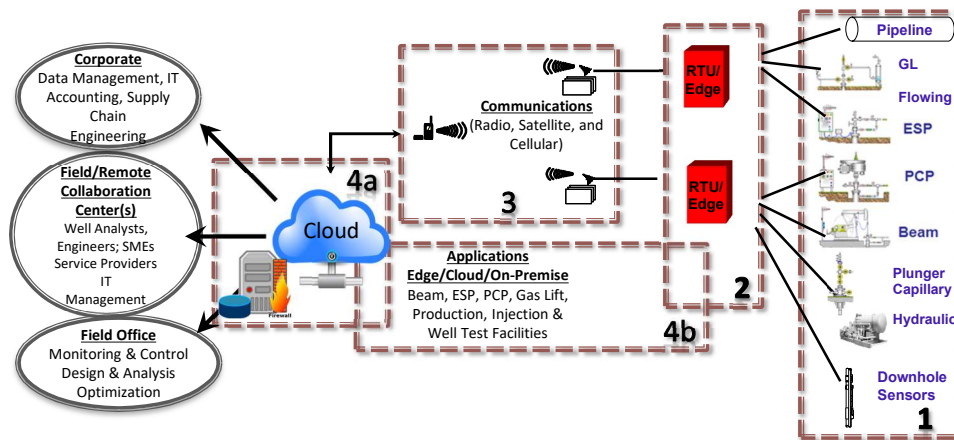 Corporate
Data Management, IT
Accounting, Supply
Chain
Engineering
Field/Remote
Collaboration
Center(s)
Well Analysts,
Engineers; SMEs
Service Providers
IT
Management
Field Office
Monitoring & Control
Design & Analysis
Optimization
4a
Cloud
Firewall
Communications
(Radio, Satellite, and
Cellular)
3
Applications
Edge/Cloud/On-Premise
Beam, ESP, PCP, Gas Lift,
Production, Injection &
Well Test Facilities
4b
RTU/
Edge
RTU/
Edge
2
Pipeline
GL
Flowing
ESP
PCP
Beam
Plunger
Capillary
Hydraulic
Downhole
Sensors
1